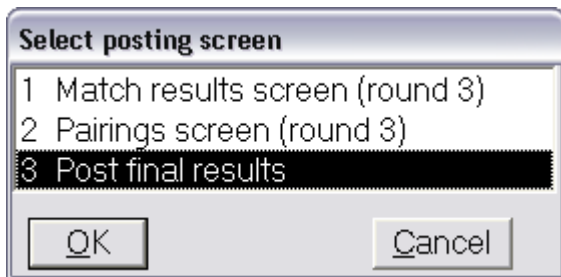 Select posting screen
1 Match results screen (round 3)
2 Pairings screen (round 3)
3 Post final results
OK Cancel